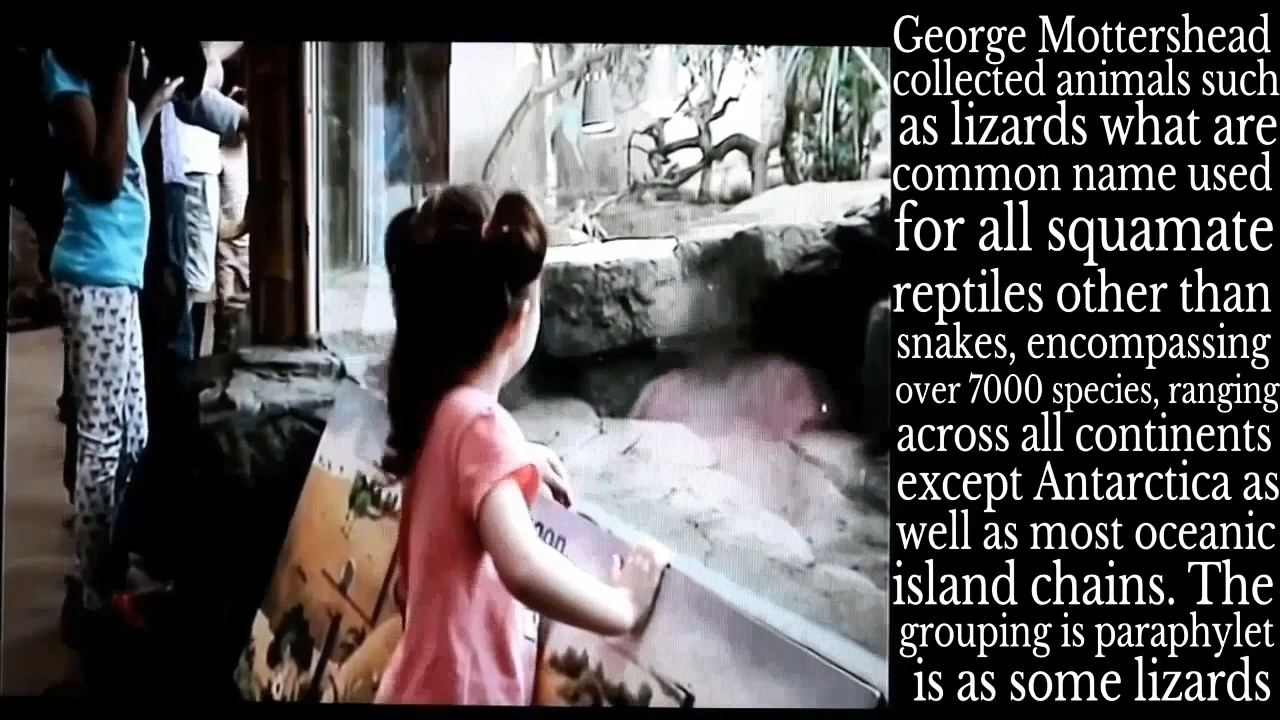 George Mottershead
collected animals such
as lizards what are
common name used
for all squamate
reptiles other than
snakes, encompassing
over 7000 species, ranging
across all continents
except Antarctica as
well as most oceanic
island chains. The
grouping is paraphylet
is as some lizards